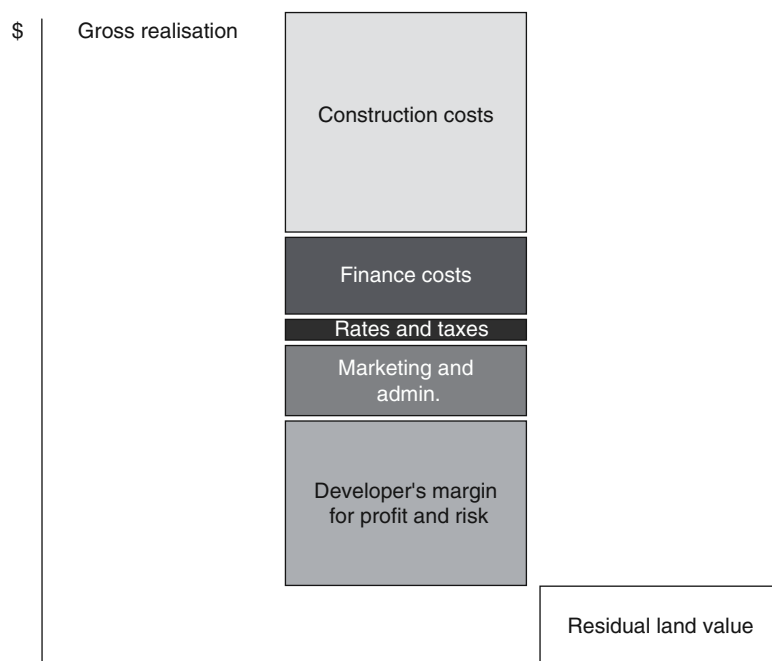 $ Gross realisation
Construction costs
Finance costs
Rates and taxes
Marketing and
admin.
Developer's margin
for profit and risk
Residual land value